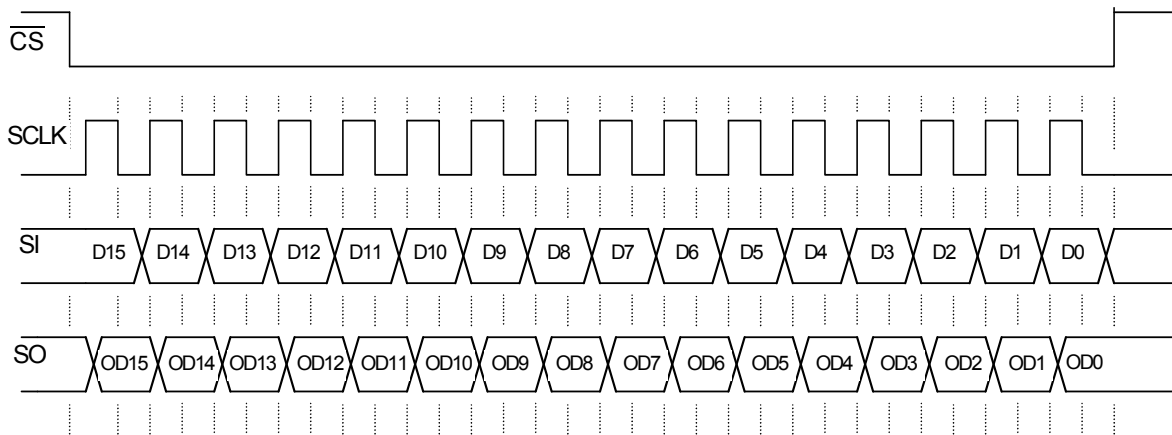 CS
SCLK
SI D15 D14 D13 D12 D11 D10 D9 D8 D7 D6 D5 D4 D3 D2 D1 D0
SO OD15 OD14 OD13 OD12 OD11 OD10 OD9 OD8 OD7 OD6 OD5 OD4 OD3 OD2 OD1 OD0